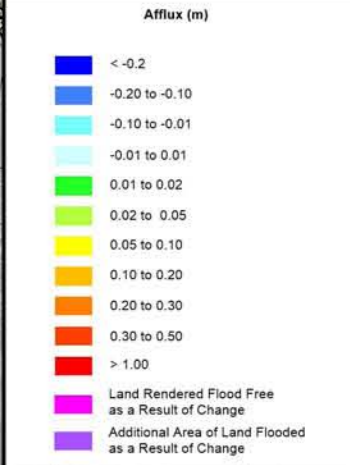 Afflux (m)
< -0.2
-0.20 to -0.10
-0.10 to -0.01
-0.01 to 0.01
0.01 to 0.02
0.02 to 0.05
0.05 to 0.10
0.10 to 0.20
0.20 to 0.30
0.30 to 0.50
> 1.00
Land Rendered Flood Free
as a Result of Change
Additional Area of Land Flooded
as a Result of Change